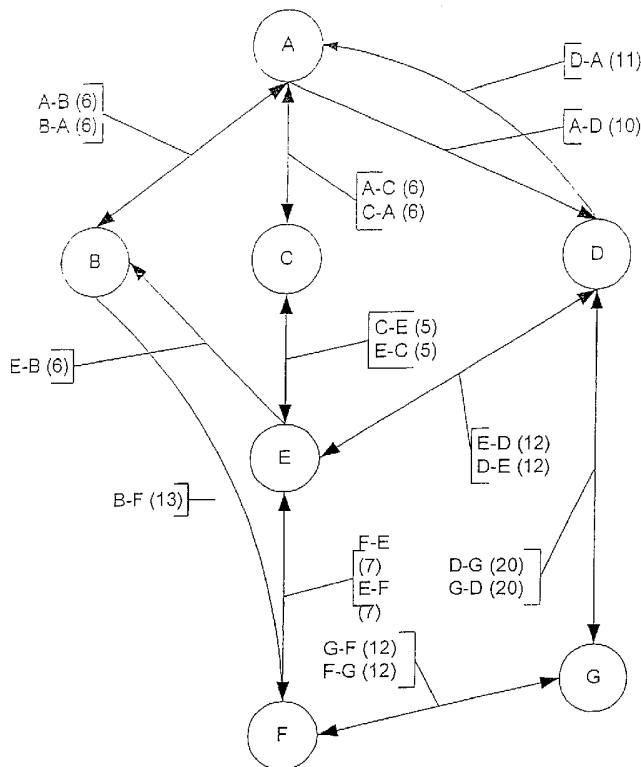 A
D-A (11)
A-B (6)
B-A (6)
A-D (10)
A-C (6)
C-A (6)
B
C
D
C-E (5)
E-C (5)
E-B (6)
E-D (12)
D-E (12)
E
B-F (13)
F-E
(7)
E-F
(7)
D-G (20)
G-D (20)
G-F (12)
F-G (12)
G
F